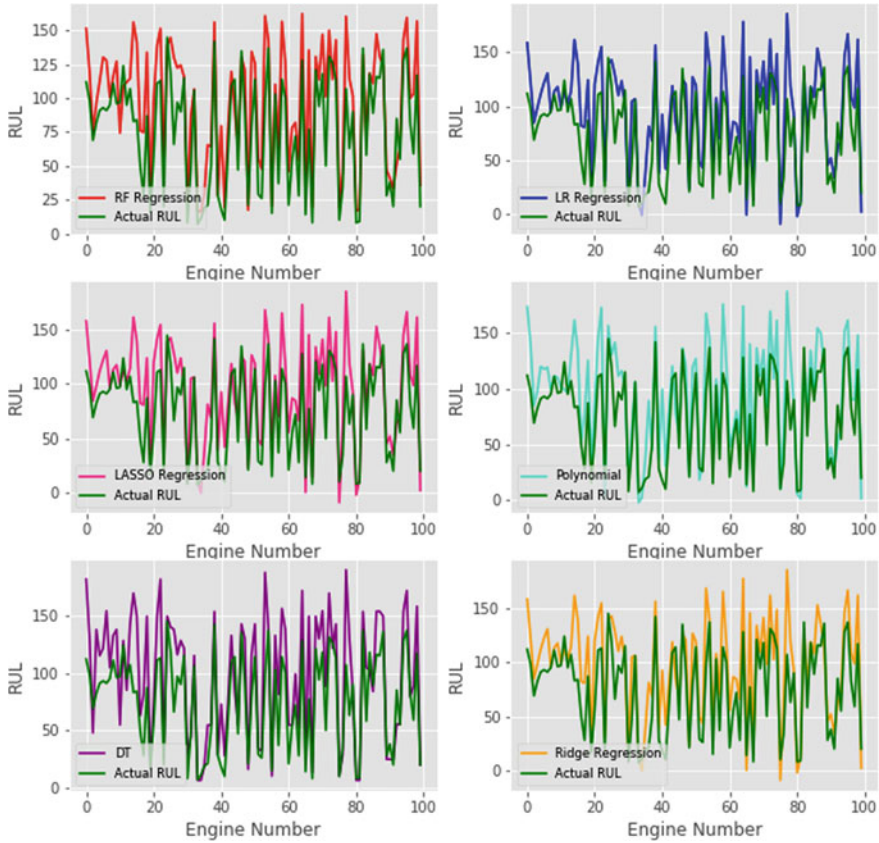 150
125
100
75
50
25
0
RUL
RF Regression
Actual RUL
0 20 40 60 80 100
Engine Number
150
100
50
0
RUL
LR Regression
Actual RUL
0 20 40 60 80 100
Engine Number
150
100
50
0
RUL
LASSO Regression
Actual RUL
0 20 40 60 80 100
Engine Number
150
100
50
0
RUL
Polynomial
Actual RUL
0 20 40 60 80 100
Engine Number
150
100
50
0
RUL
DT
Actual RUL
0 20 40 60 80 100
Engine Number
150
100
50
0
RUL
Ridge Regression
Actual RUL
0 20 40 60 80 100
Engine Number